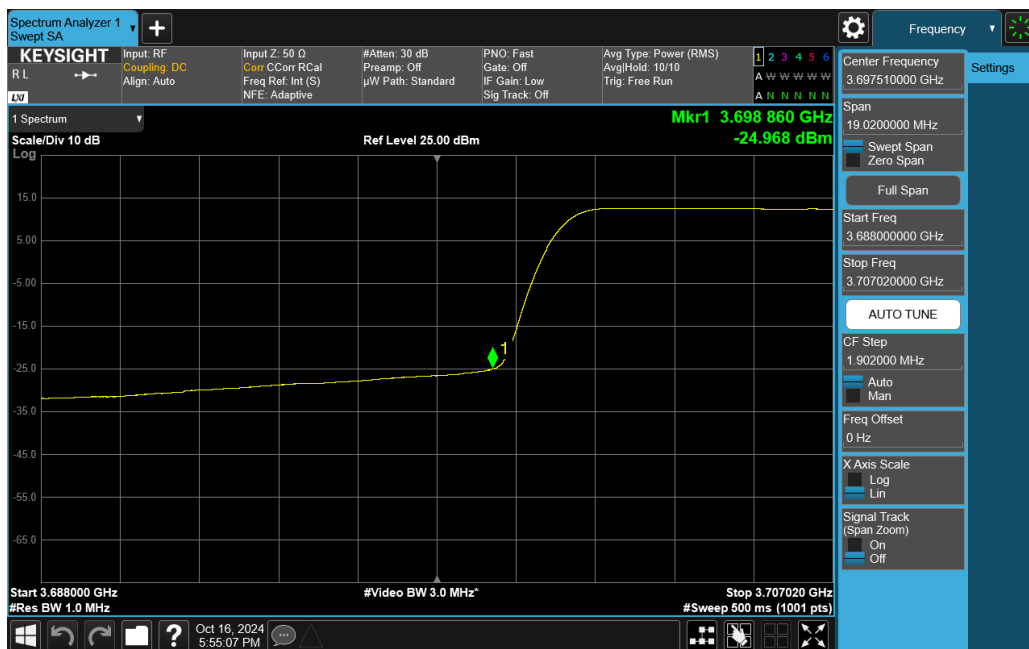 Spectrum Analyzer 1
Swept SA
Frequency
KEYSIGHT
R L
LXI
Input: RF
Coupling: DC
Align: Auto
Input Z: 50 Ω
Corr CCorr RCal
Freq Ref: Int (S)
NFE: Adaptive
#Atten: 30 dB
Preamp: Off
µW Path: Standard
PNO: Fast
Gate: Off
IF Gain: Low
Sig Track: Off
Avg Type: Power (RMS)
Avg|Hold: 10/10
Trig: Free Run
1 2 3 4 5 6
A W W W W W
A N N N N N
1 Spectrum
Scale/Div 10 dB
Ref Level 25.00 dBm
Mkr1 3.698 860 GHz
-24.968 dBm
Log
15.0
5.00
-5.00
-15.0
-25.0
-35.0
-45.0
-55.0
-65.0
1
Start 3.688000 GHz
#Video BW 3.0 MHz*
Stop 3.707020 GHz
#Res BW 1.0 MHz
#Sweep 500 ms (1001 pts)
Center Frequency
3.697510000 GHz
Settings
Span
19.0200000 MHz
Swept Span
Zero Span
Full Span
Start Freq
3.688000000 GHz
Stop Freq
3.707020000 GHz
AUTO TUNE
CF Step
1.902000 MHz
Auto
Man
Freq Offset
0 Hz
X Axis Scale
Log
Lin
Signal Track
(Span Zoom)
On
Off
?
Oct 16, 2024
5:55:07 PM